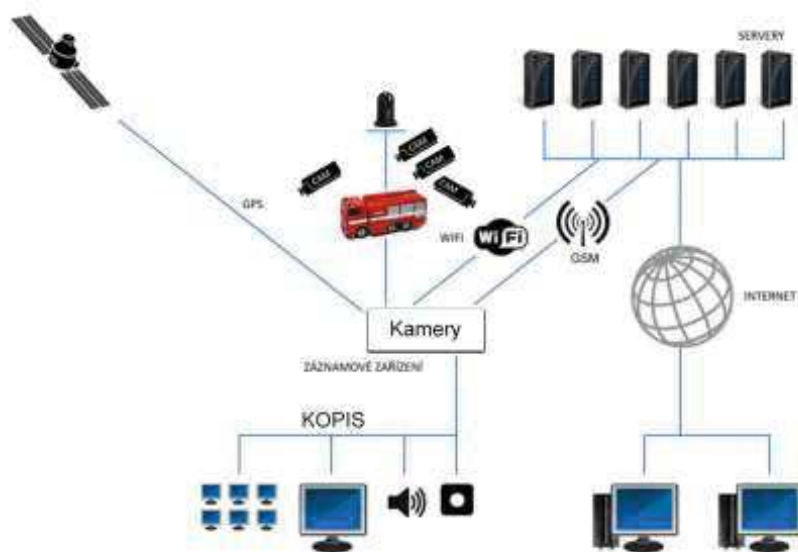 SERVERY
CAM
CAM
CAM
CAM
GPS
WIFI
Wi Fi
GSM
INTERNET
Kamery
ZÁZNAMOVÉ ZAŘÍZENÍ
KOPIS